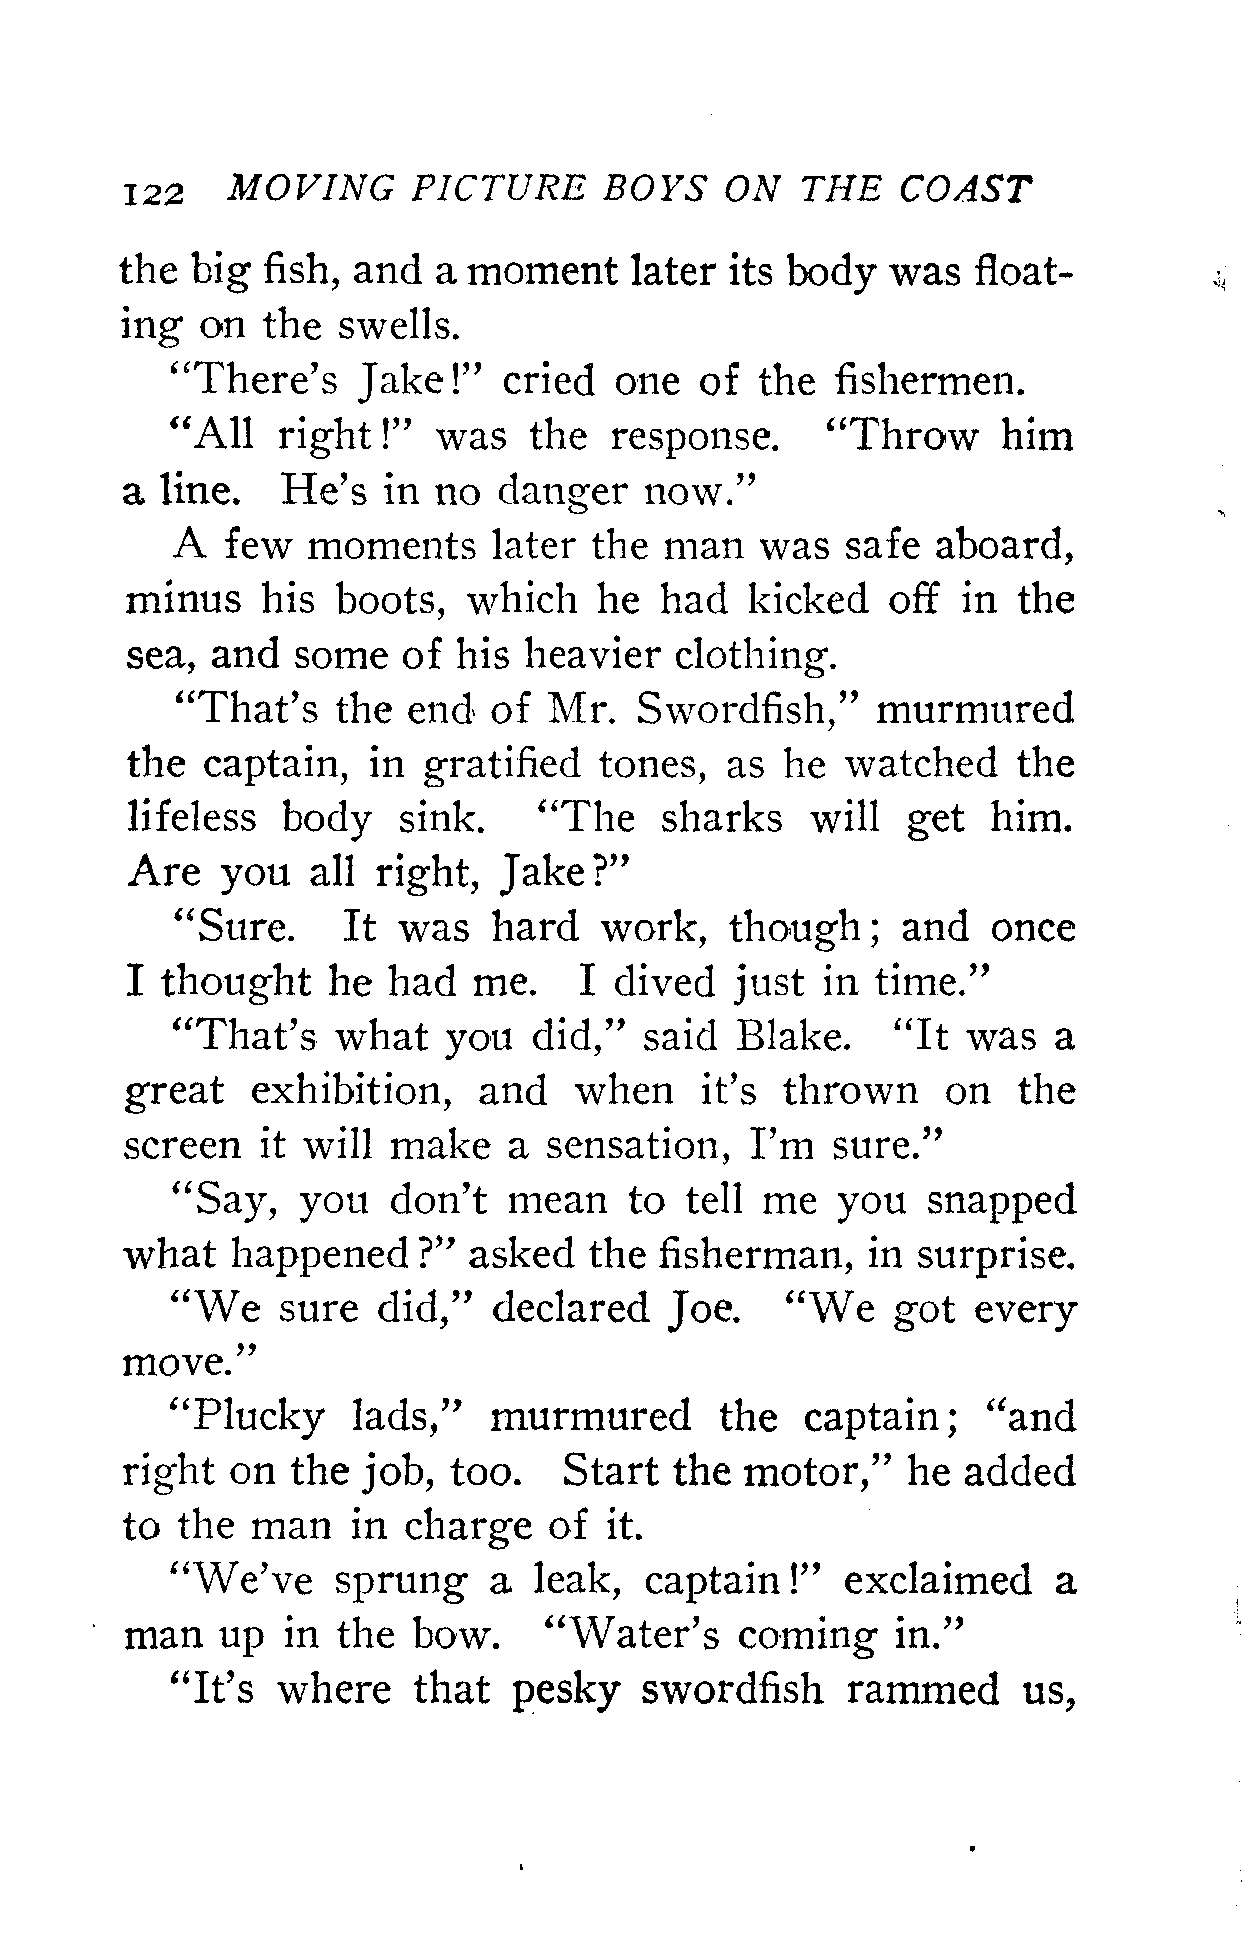 122 MOVING PICTURE BOYS ON THE COAST
the big fish, and a moment later its body was float-
ing on the swells.
"There's Jake!" cried one of the fishermen.
"All right!" was the response. "Throw him
a line. He's in no danger now."
A few moments later the man was safe aboard,
minus his boots, which he had kicked off in the
sea, and some of his heavier clothing.
"That's the end of Mr. Swordfish," murmured
the captain, in gratified tones, as he watched the
lifeless body sink. "The sharks will get him.
Are you all right, Jake?"
"Sure. It was hard work, though; and once
I thought he had me. I dived just in time."
"That's what you did," said Blake. "It was a
great exhibition, and when it's thrown on the
screen it will make a sensation, I'm sure."
"Say, you don't mean to tell me you snapped
what happened?" asked the fisherman, in surprise.
"We sure did," declared Joe. "We got every
move."
"Plucky lads," murmured the captain; "and
right on the job, too. Start the motor," he added
to the man in charge of it.
"We've sprung a leak, captain!" exclaimed a
man up in the bow. "Water's coming in."
"It's where that pesky swordfish rammed us,